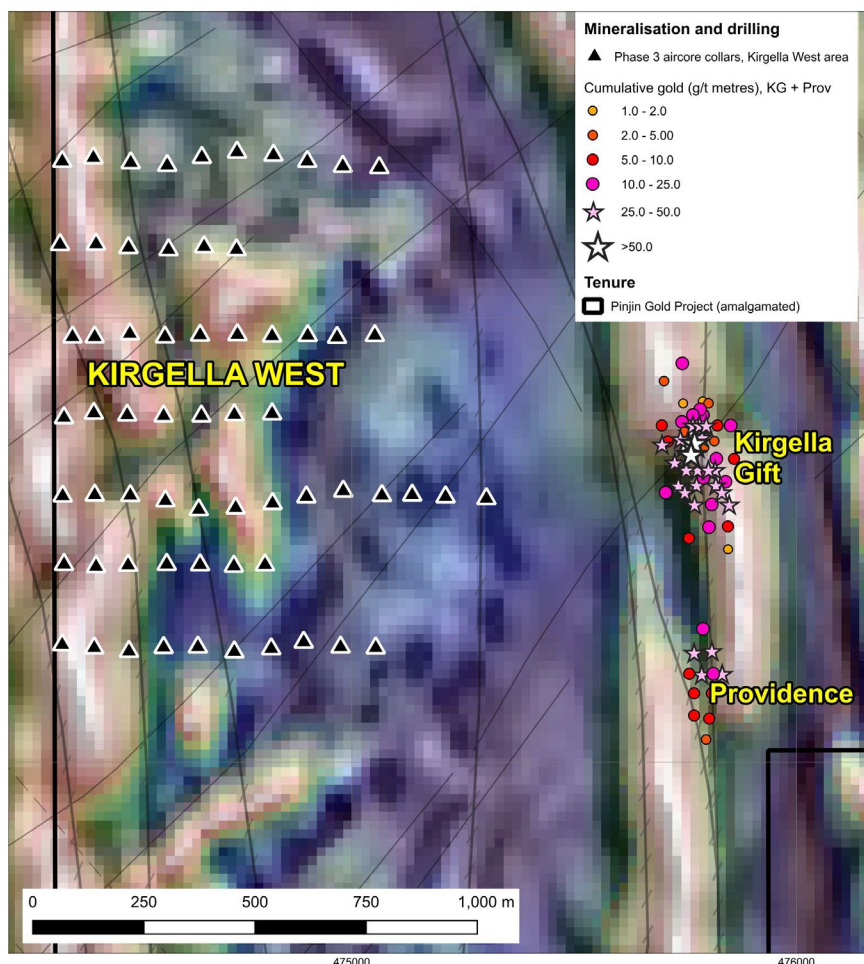 Mineralisation and drilling
Phase 3 aircore collars, Kirgella West area
Cumulative gold (g/t metres), KG + Prov
1.0 - 2.0
2.0 - 5.00
5.0 - 10.0
10.0 - 25.0
25.0 - 50.0
>50.0
Tenure
Pinjin Gold Project (amalgamated)
KIRGELLA WEST
Kirgella
Gift
Providence
0 250 500 750 1,000 m
475000 476000